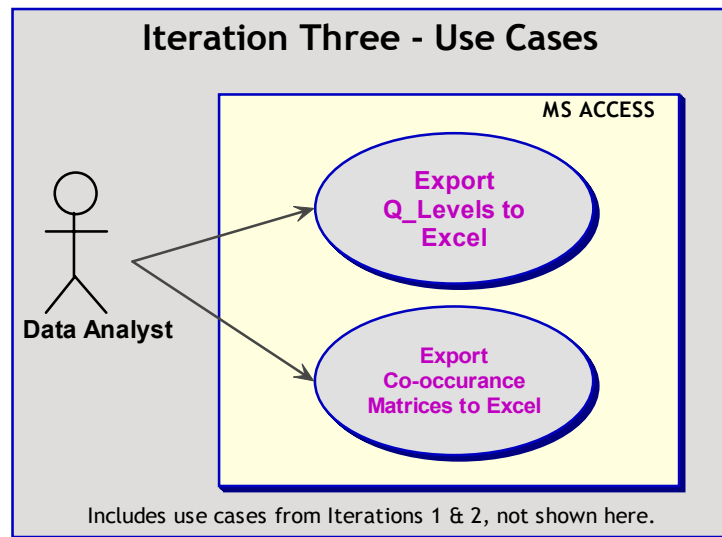 Iteration Three - Use Cases
MS ACCESS
Export
Q_Levels to
Excel
Data Analyst
Export
Co-occurance
Matrices to Excel
Includes use cases from Iterations 1 & 2, not shown here.